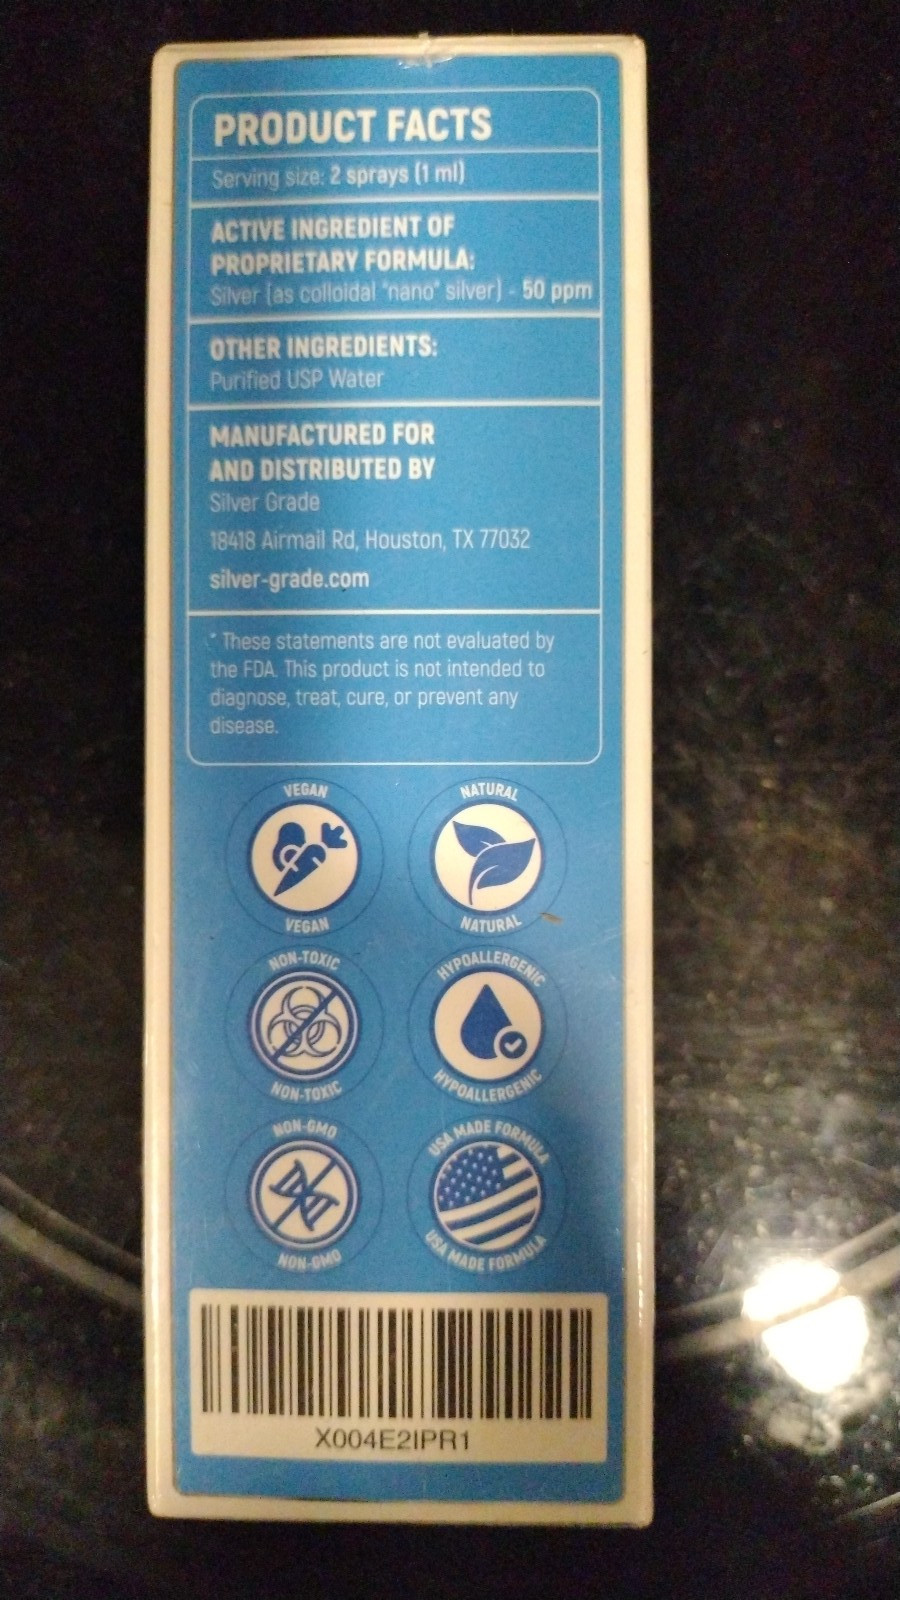 PRODUCT FACTS
Serving size: 2 sprays (1 ml)
ACTIVE INGREDIENT OF
PROPRIETARY FORMULA:
Silver (as colloidal "nano" silver) - 50 ppm
OTHER INGREDIENTS:
Purified USP Water
MANUFACTURED FOR
AND DISTRIBUTED BY
Silver Grade
18418 Airmail Rd, Houston, TX 77032
silver-grade.com
* These statements are not evaluated by
the FDA. This product is not intended to
diagnose, treat, cure, or prevent any
disease.
VEGAN
VEGAN
NATURAL
NATURAL
NON-TOXIC
NON-TOXIC
HYPOALLERGENIC
HYPOALLERGENIC
NON-GMO
NON-GMO
USA MADE FORMULA
USA MADE FORMULA
X004E2IPR1